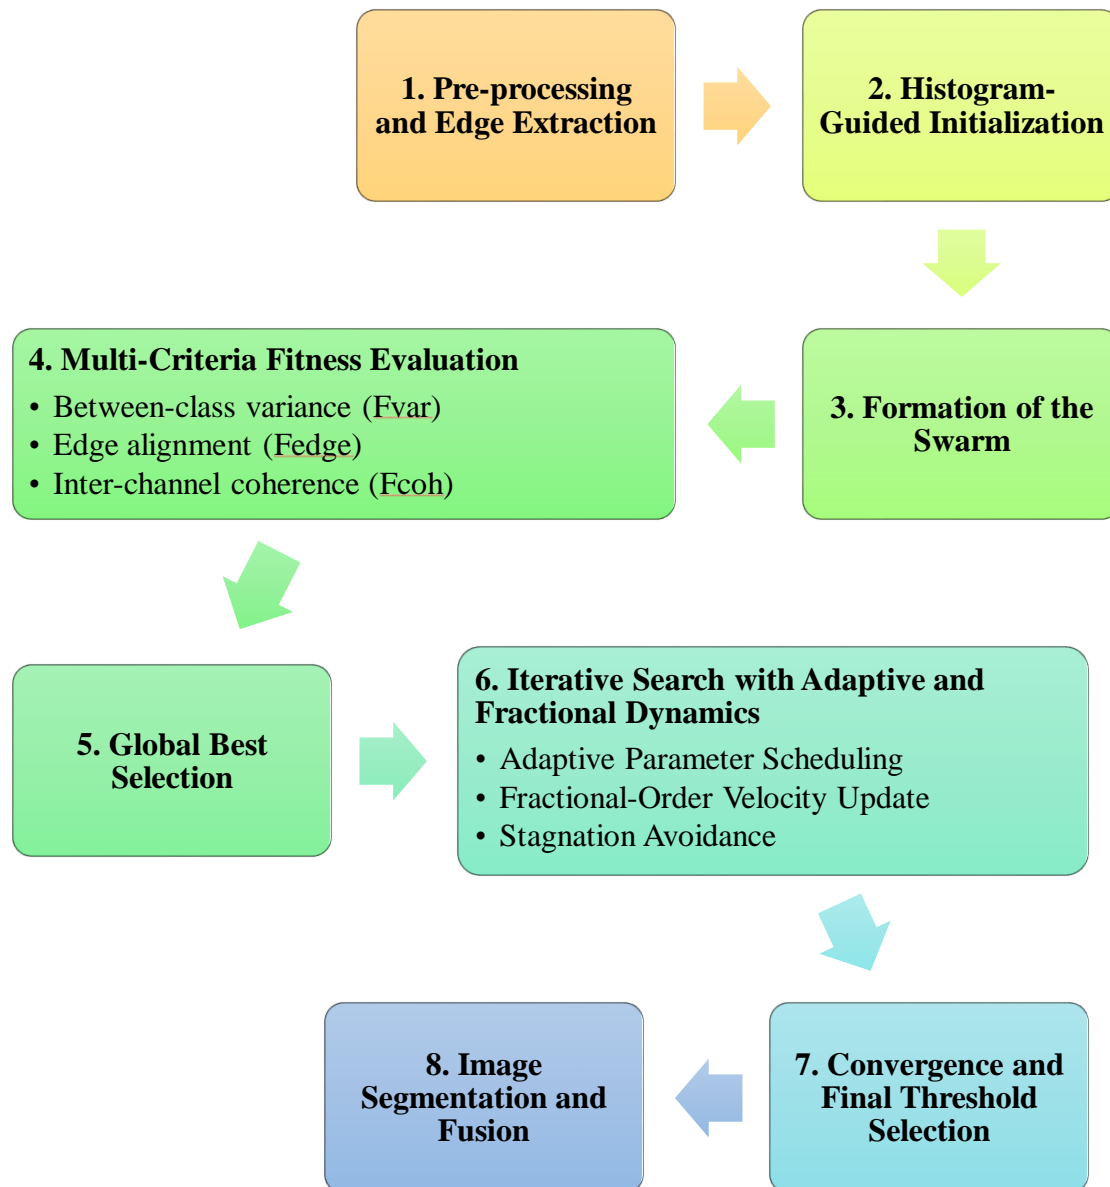 1. Pre-processing
and Edge Extraction
2. Histogram-
Guided Initialization
3. Formation of the
Swarm
4. Multi-Criteria Fitness Evaluation
• Between-class variance (Fvar)
• Edge alignment (Fedge)
• Inter-channel coherence (Fcoh)
5. Global Best
Selection
6. Iterative Search with Adaptive and
Fractional Dynamics
• Adaptive Parameter Scheduling
• Fractional-Order Velocity Update
• Stagnation Avoidance
7. Convergence and
Final Threshold
Selection
8. Image
Segmentation and
Fusion